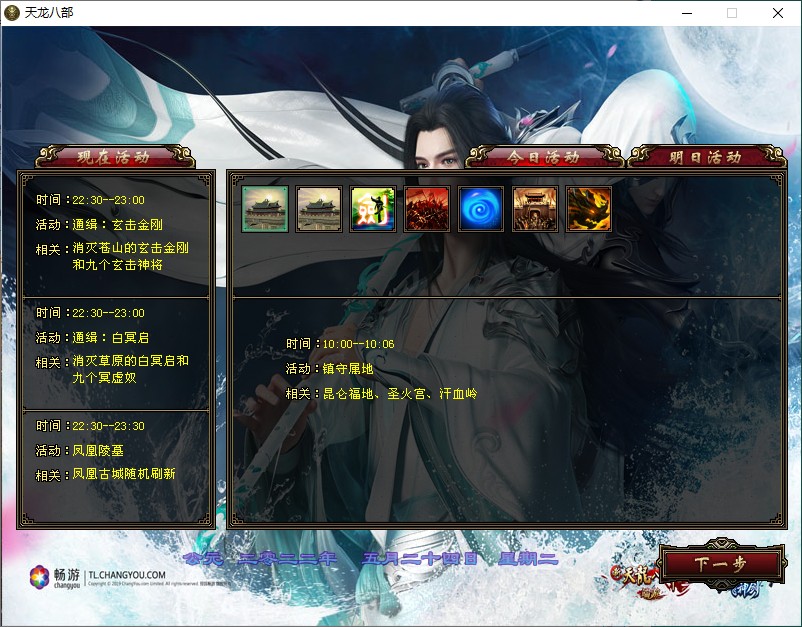 天龙八部
现在活动
今日活动
明日活动
时间：22:30--23:00
活动：通缉：玄击金刚
相关：消灭苍山的玄击金刚
和九个玄击神将
时间：22:30--23:00
活动：通缉：白冥启
相关：消灭草原的白冥启和
九个冥虚奴
时间：22:30--23:30
活动：凤凰陵墓
相关：凤凰古城随机刷新
时间：10:00--10:06
活动：镇守属地
相关：昆仑福地、圣火宫、汗血岭
公元 二零二二年 五月二十四日 星期二
畅游
changyou
TL.CHANGYOU.COM
下一步